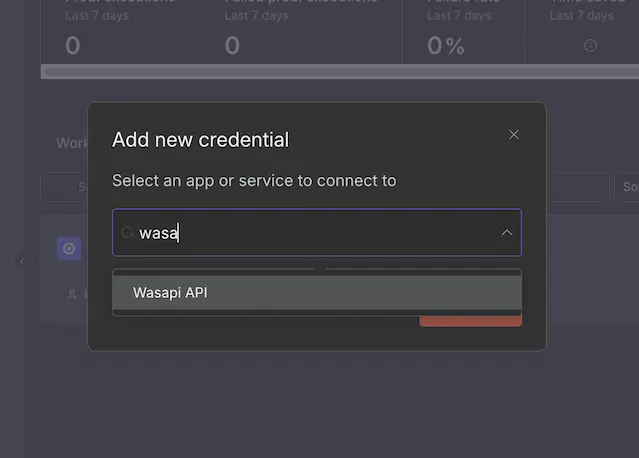 Last 7 days
Last 7 days
Last 7 days
Last 7 days
0
0
0%
Add new credential
Select an app or service to connect to
wasa
Wasapi API